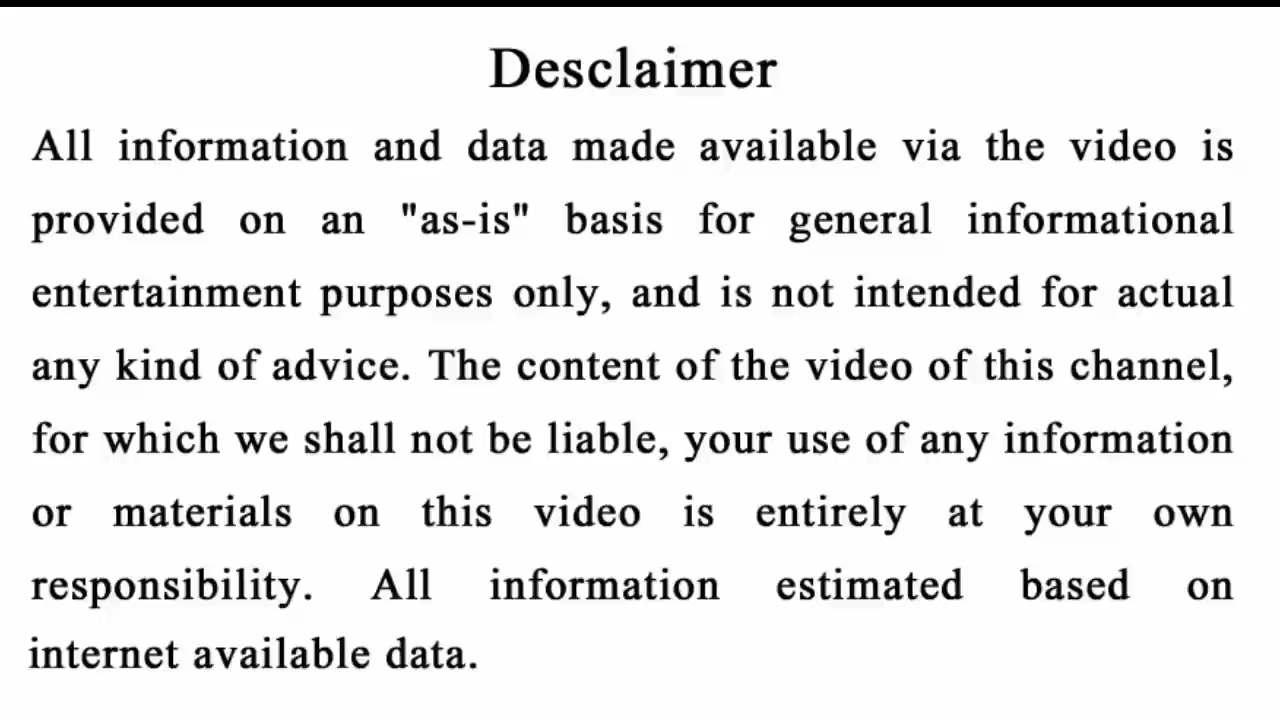 Desclaimer
All information and data made available via the video is
provided on an "as-is" basis for general informational
entertainment purposes only, and is not intended for actual
any kind of advice. The content of the video of this channel,
for which we shall not be liable, your use of any information
or materials on this video is entirely at your own
responsibility. All information estimated based on
internet available data.